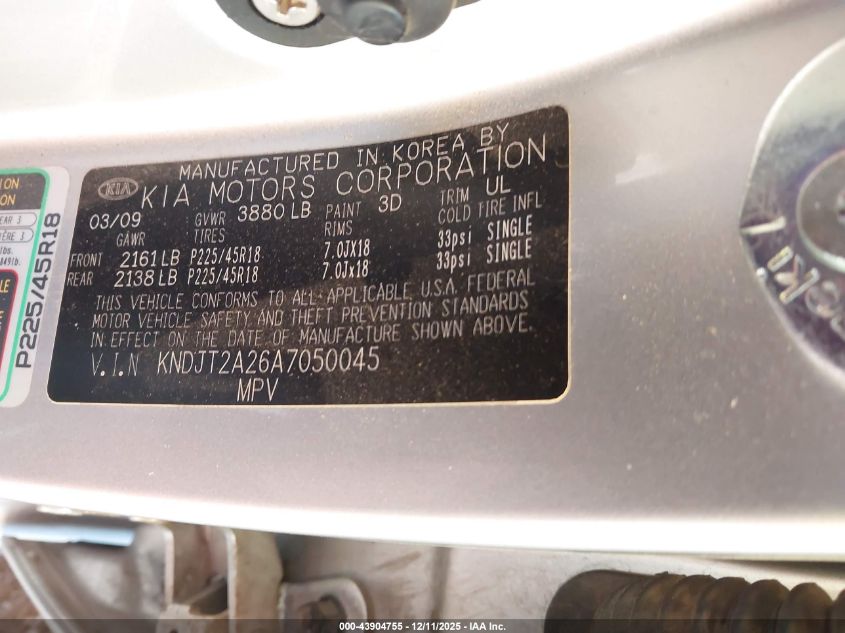 MANUFACTURED IN KOREA BY
KIA KIA MOTORS CORPORATION
03/09 GVWR 3880 LB PAINT 3D TRIM UL
GAWR TIRES RIMS COLD TIRE INFL
FRONT 2161 LB P225/45R18 7.0JX18 33psi SINGLE
REAR 2138 LB P225/45R18 7.0Jx18 33psi SINGLE
THIS VEHICLE CONFORMS TO ALL APPLICABLE U.S.A. FEDERAL
MOTOR VEHICLE SAFETY AND THEFT PREVENTION STANDARDS
IN EFFECT ON THE DATE OF MANUFACTURE SHOWN ABOVE.
V.I.N KNDJT2A26A7050045
MPV
P225/45R18
000-43904755 - 12/11/2025 - IAA Inc.